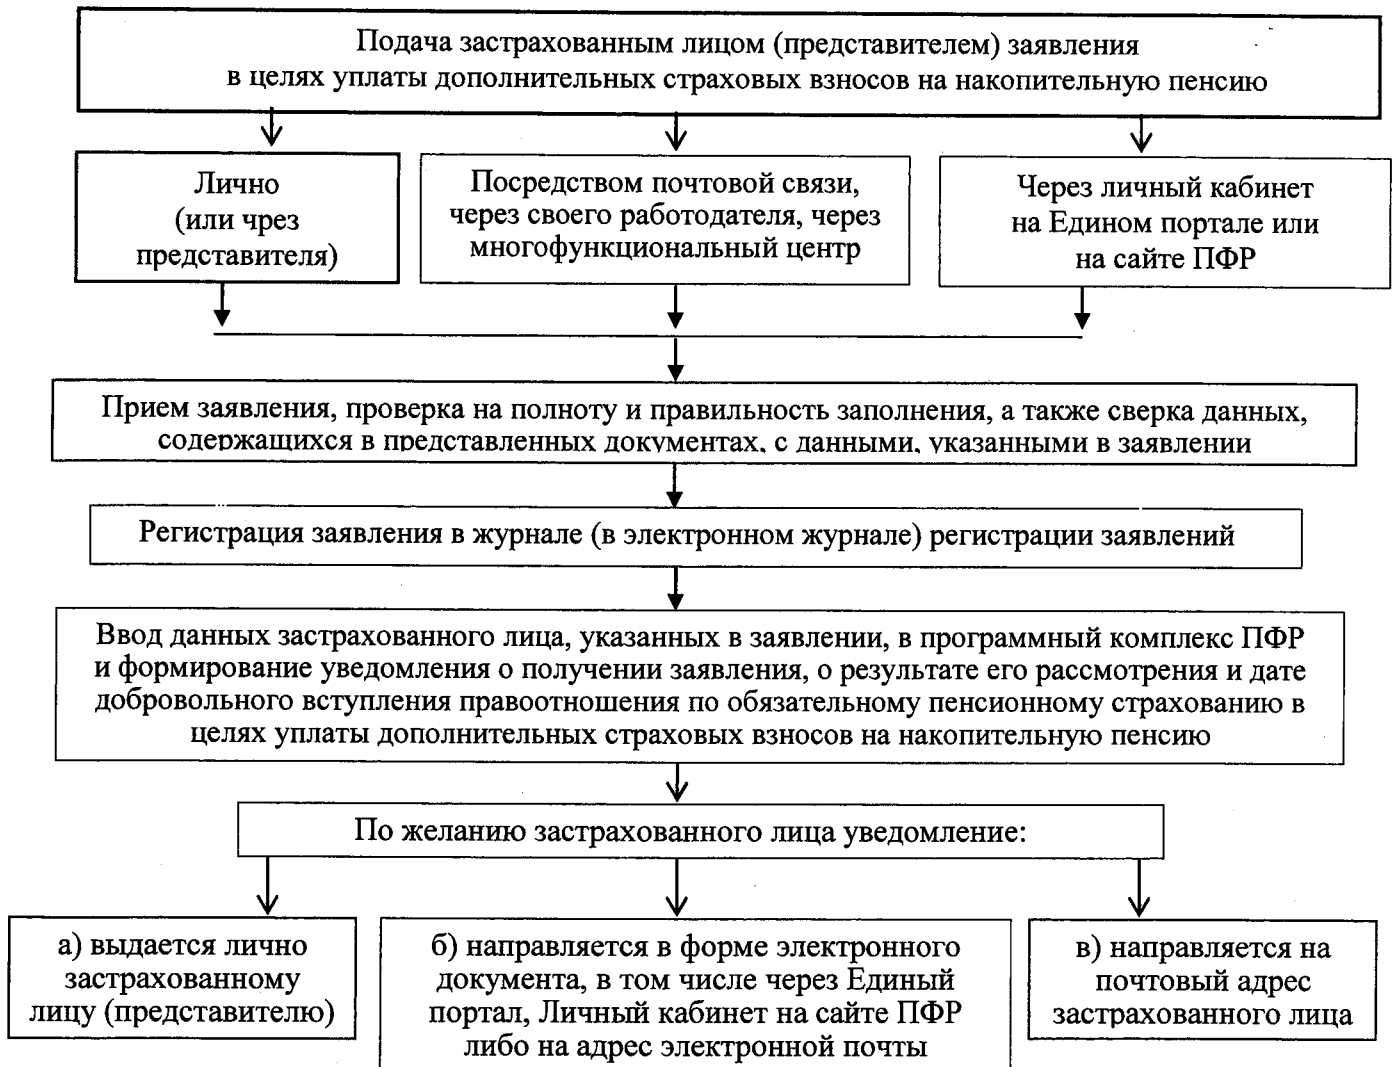 Подача застрахованным лицом (представителем) заявления
в целях уплаты дополнительных страховых взносов на накопительную пенсию
Лично
(или чрез
представителя)
Посредством почтовой связи,
через своего работодателя, через
многофункциональный центр
Через личный кабинет
на Едином портале или
на сайте ПФР
Прием заявления, проверка на полноту и правильность заполнения, а также сверка данных,
содержащихся в представленных документах, с данными, указанными в заявлении
Регистрация заявления в журнале (в электронном журнале) регистрации заявлений
Ввод данных застрахованного лица, указанных в заявлении, в программный комплекс ПФР
и формирование уведомления о получении заявления, о результате его рассмотрения и дате
добровольного вступления правоотношения по обязательному пенсионному страхованию в
целях уплаты дополнительных страховых взносов на накопительную пенсию
По желанию застрахованного лица уведомление:
а) выдается лично
застрахованному
лицу (представителю)
б) направляется в форме электронного
документа, в том числе через Единый
портал, Личный кабинет на сайте ПФР
либо на адрес электронной почты
в) направляется на
почтовый адрес
застрахованного лица